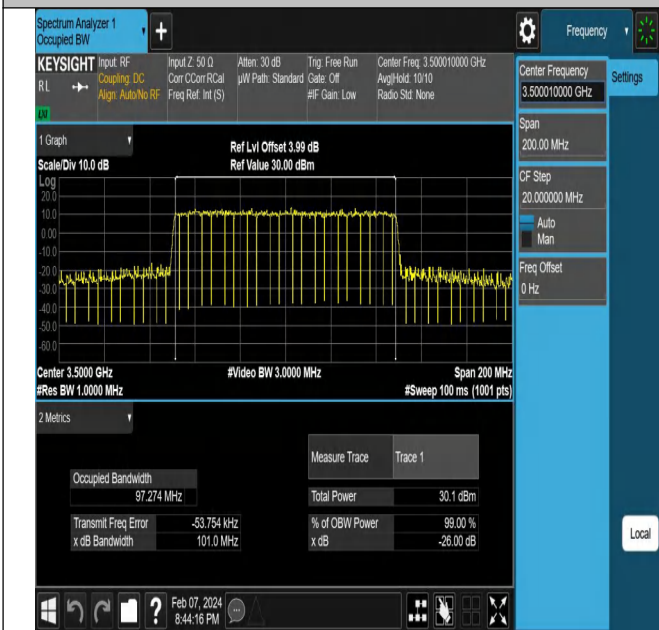 Spectrum Analyzer 1
Occupied BW
Frequency
KEYSIGHT
RL
Input: RF
Coupling: DC
Align: Auto/No RF
Input Z: 50 Ω
Corr CCorr RCal
Freq Ref: Int (S)
Atten: 30 dB
µW Path: Standard
Trig: Free Run
Gate: Off
#IF Gain: Low
Center Freq: 3.500010000 GHz
Avg|Hold: 10/10
Radio Std: None
Center Frequency
3.500010000 GHz
Settings
Span
200.00 MHz
CF Step
20.000000 MHz
Auto
Man
Freq Offset
0 Hz
1 Graph
Scale/Div 10.0 dB
Ref Lvl Offset 3.99 dB
Ref Value 30.00 dBm
Log
20.0
10.0
0.00
-10.0
-20.0
-30.0
-40.0
-50.0
-60.0
Center 3.5000 GHz
#Video BW 3.0000 MHz
Span 200 MHz
#Res BW 1.0000 MHz
#Sweep 100 ms (1001 pts)
2 Metrics
Measure Trace Trace 1
Occupied Bandwidth
97.274 MHz
Total Power 30.1 dBm
Transmit Freq Error -53.754 kHz
% of OBW Power 99.00 %
x dB Bandwidth 101.0 MHz
x dB -26.00 dB
Local
?
Feb 07, 2024
8:44:16 PM